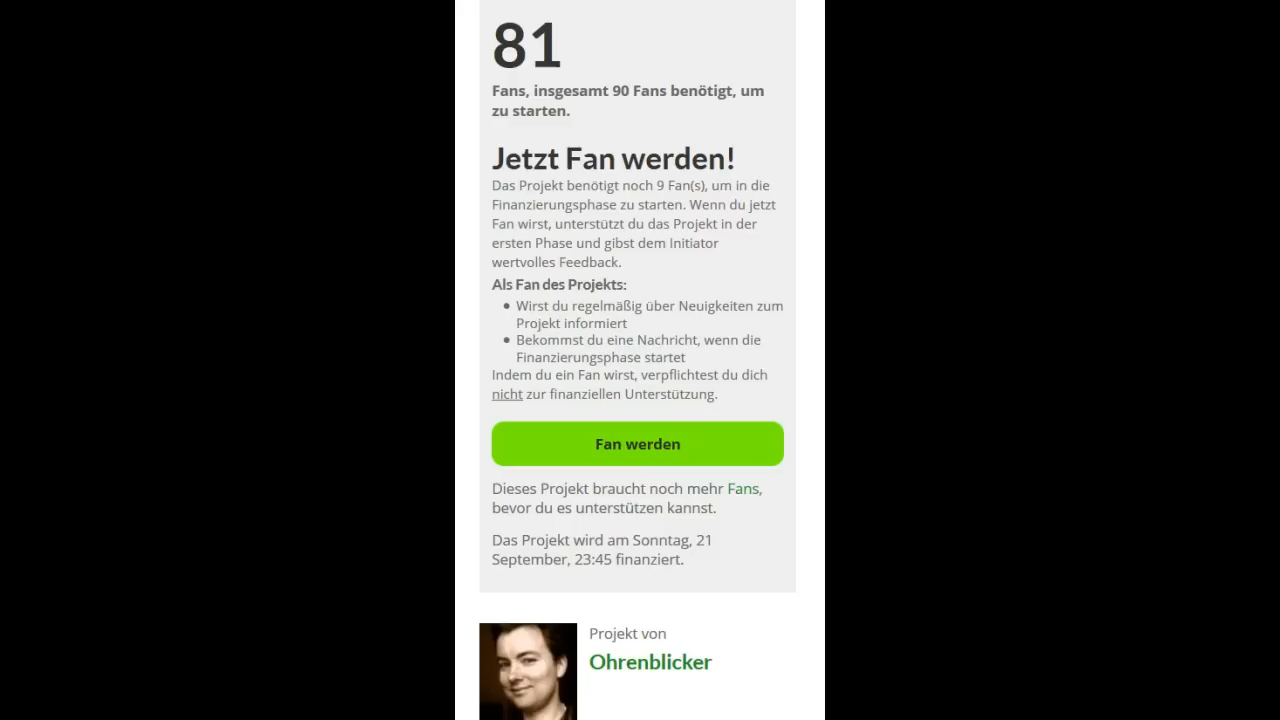 81
Fans, insgesamt 90 Fans benötigt, um
zu starten.
Jetzt Fan werden!
Das Projekt benötigt noch 9 Fan(s), um in die
Finanzierungsphase zu starten. Wenn du jetzt
Fan wirst, unterstützt du das Projekt in der
ersten Phase und gibst dem Initiator
wertvolles Feedback.
Als Fan des Projekts:
Wirst du regelmäßig über Neuigkeiten zum
Projekt informiert
Bekommst du eine Nachricht, wenn die
Finanzierungsphase startet
Indem du ein Fan wirst, verpflichtest du dich
nicht zur finanziellen Unterstützung.
Fan werden
Dieses Projekt braucht noch mehr Fans,
bevor du es unterstützen kannst.
Das Projekt wird am Sonntag, 21
September, 23:45 finanziert.
Projekt von
Ohrenblicker